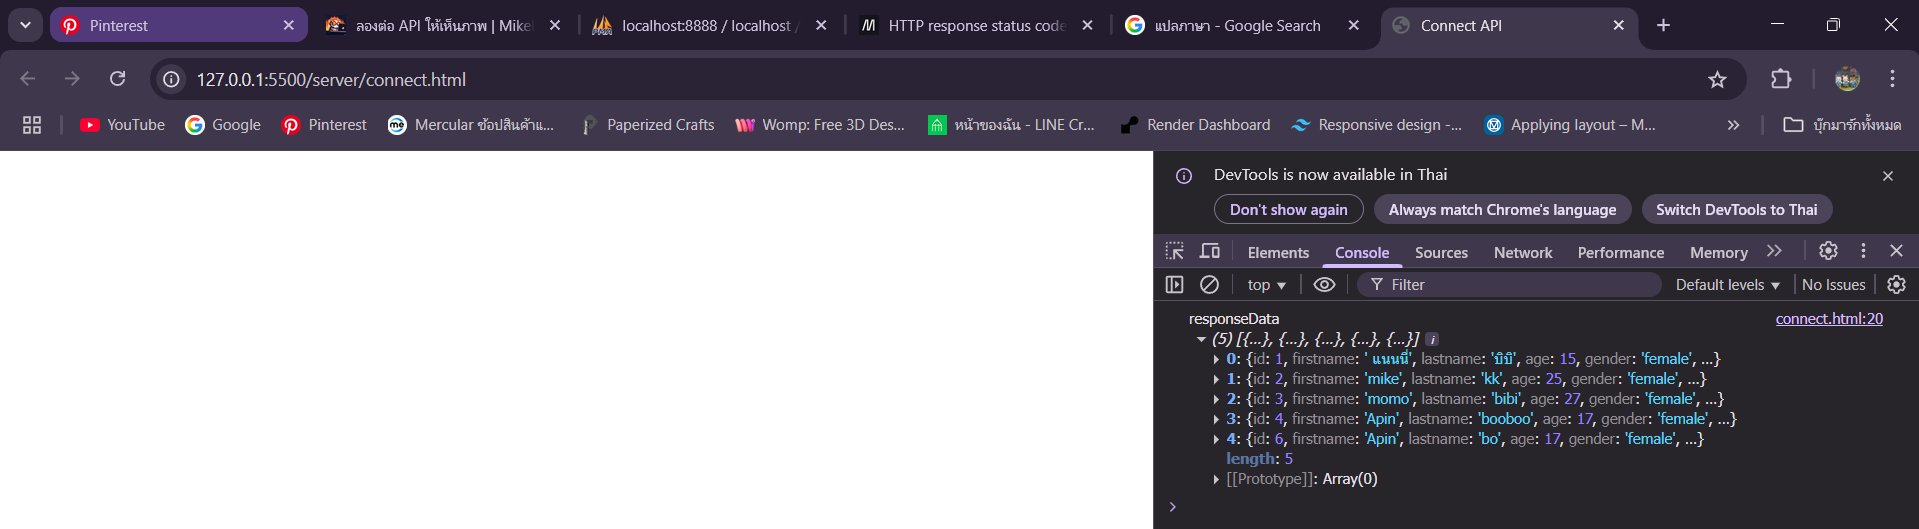 Pinterest
ลองต่อ API ให้เห็นภาพ | Mikel
localhost:8888 / localhost /
HTTP response status code
แปลภาษา - Google Search
Connect API
127.0.0.1:5500/server/connect.html
YouTube
Google
Pinterest
me
Mercular ช้อปสินค้าแ...
Paperized Crafts
Womp: Free 3D Des...
หน้าของฉัน - LINE Cr...
Render Dashboard
Responsive design -...
Applying layout – M...
บุ๊กมาร์กทั้งหมด
DevTools is now available in Thai
Don't show again
Always match Chrome's language
Switch DevTools to Thai
Elements
Console
Sources
Network
Performance
Memory
top
Filter
Default levels
No Issues
responseData
connect.html:20
(5) [{…}, {…}, {…}, {…}, {…}]
0: {id: 1, firstname: ' แนนนี่', lastname: 'บิบิ', age: 15, gender: 'female', …}
1: {id: 2, firstname: 'mike', lastname: 'kk', age: 25, gender: 'female', …}
2: {id: 3, firstname: 'momo', lastname: 'bibi', age: 27, gender: 'female', …}
3: {id: 4, firstname: 'Apin', lastname: 'booboo', age: 17, gender: 'female', …}
4: {id: 6, firstname: 'Apin', lastname: 'bo', age: 17, gender: 'female', …}
length: 5
[[Prototype]]: Array(0)